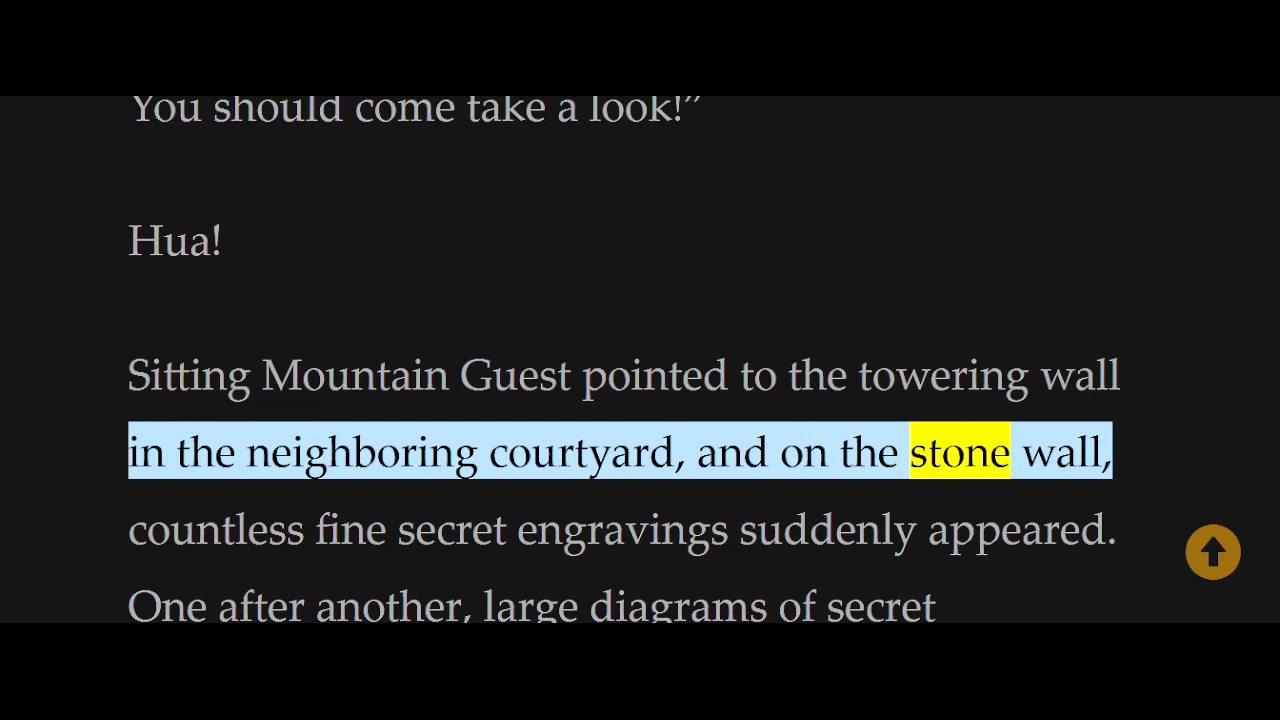 You should come take a look!”
Hua!
Sitting Mountain Guest pointed to the towering wall
in the neighboring courtyard, and on the stone wall,
countless fine secret engravings suddenly appeared.
One after another, large diagrams of secret